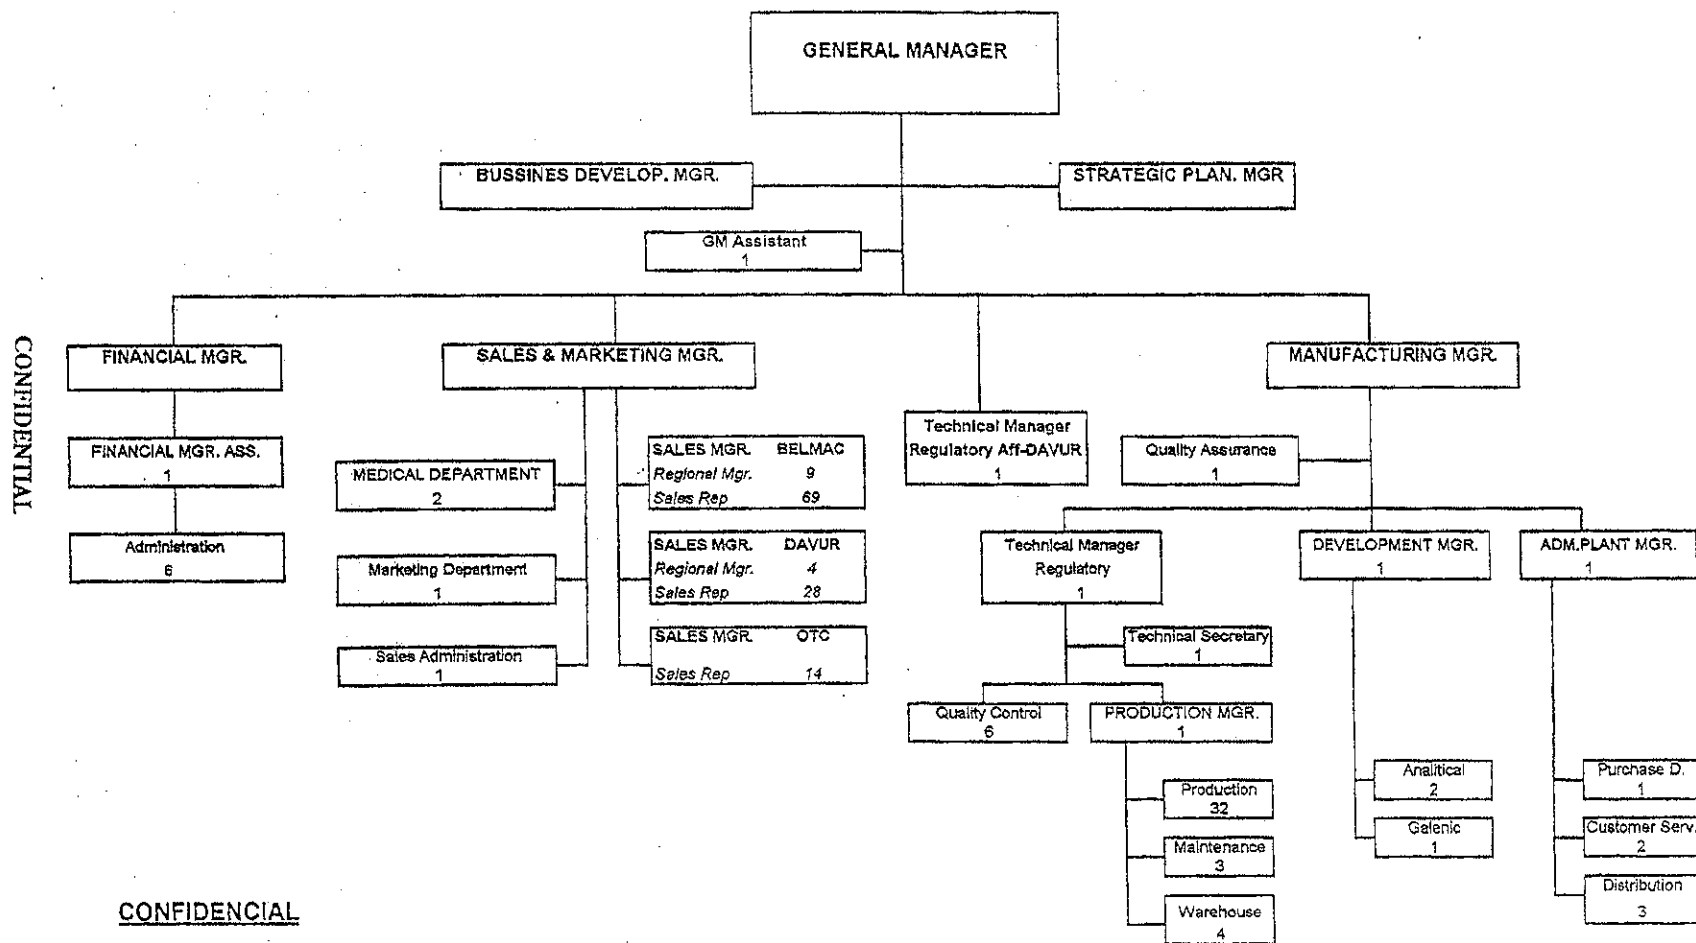 GENERAL MANAGER
BUSSINES DEVELOP. MGR.
STRATEGIC PLAN. MGR
GM Assistant
1
CONFIDENTIAL
FINANCIAL MGR.
SALES & MARKETING MGR.
MANUFACTURING MGR.
FINANCIAL MGR. ASS.
1
Administration
6
MEDICAL DEPARTMENT
2
Marketing Department
1
Sales Administration
1
SALES MGR. BELMAC
Regional Mgr. 9
Sales Rep 69
SALES MGR. DAVUR
Regional Mgr. 4
Sales Rep 28
SALES MGR. OTC
Sales Rep 14
Technical Manager
Regulatory Aff-DAVUR
1
Quality Assurance
1
Technical Manager
Regulatory
1
DEVELOPMENT MGR.
1
ADM.PLANT MGR.
1
Technical Secretary
1
Quality Control
6
PRODUCTION MGR.
1
Production
32
Maintenance
3
Warehouse
4
Analitical
2
Galenic
1
Purchase D.
1
Customer Serv.
2
Distribution
3
CONFIDENCIAL